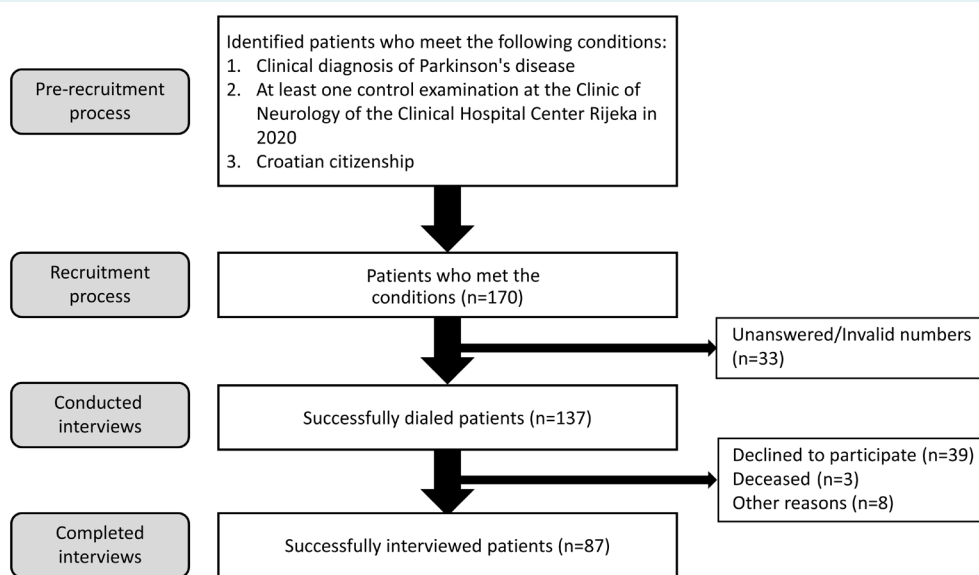 Pre-recruitment
process
Identified patients who meet the following conditions:
1. Clinical diagnosis of Parkinson's disease
2. At least one control examination at the Clinic of
Neurology of the Clinical Hospital Center Rijeka in
2020
3. Croatian citizenship
Recruitment
process
Patients who met the
conditions (n=170)
Unanswered/Invalid numbers
(n=33)
Conducted
interviews
Successfully dialed patients (n=137)
Declined to participate (n=39)
Deceased (n=3)
Other reasons (n=8)
Completed
interviews
Successfully interviewed patients (n=87)